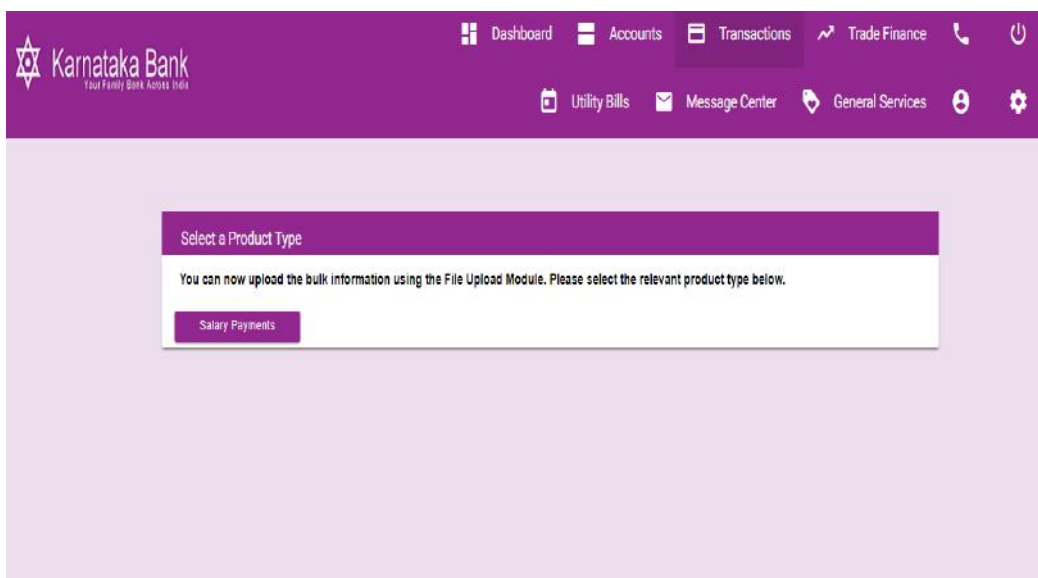 Karnataka Bank
Your Family Bank Across India
Dashboard Accounts Transactions Trade Finance
Utility Bills Message Center General Services
Select a Product Type
You can now upload the bulk information using the File Upload Module. Please select the relevant product type below.
Salary Payments